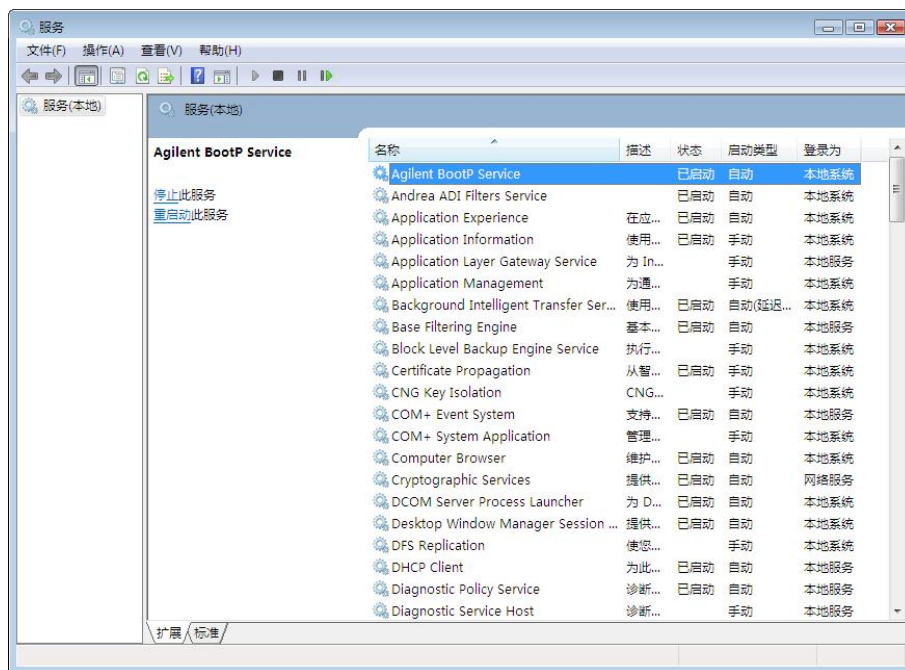 服务
文件(F) 操作(A) 查看(V) 帮助(H)
服务(本地)
服务(本地)
Agilent BootP Service
停止此服务
重启动此服务
名称 描述 状态 启动类型 登录为
Agilent BootP Service 已启动 自动 本地系统
Andrea ADI Filters Service 已启动 自动 本地系统
Application Experience 在应... 已启动 自动 本地系统
Application Information 使用... 已启动 手动 本地系统
Application Layer Gateway Service 为 In... 手动 本地服务
Application Management 为通... 手动 本地系统
Background Intelligent Transfer Ser... 使用... 已启动 自动(延迟... 本地系统
Base Filtering Engine 基本... 已启动 自动 本地服务
Block Level Backup Engine Service 执行... 手动 本地系统
Certificate Propagation 从智... 已启动 手动 本地系统
CNG Key Isolation CNG... 手动 本地系统
COM+ Event System 支持... 已启动 自动 本地服务
COM+ System Application 管理... 手动 本地系统
Computer Browser 维护... 已启动 自动 本地系统
Cryptographic Services 提供... 已启动 自动 网络服务
DCOM Server Process Launcher 为 D... 已启动 自动 本地系统
Desktop Window Manager Session ... 提供... 已启动 自动 本地系统
DFS Replication 使您... 手动 本地系统
DHCP Client 为此... 已启动 自动 本地服务
Diagnostic Policy Service 诊断... 已启动 自动 本地服务
Diagnostic Service Host 诊断... 手动 本地服务
扩展 标准